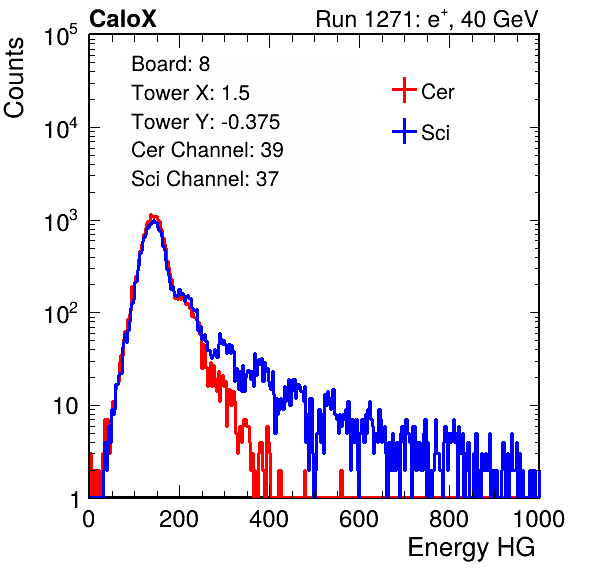 CaloX Run 1271: e⁺, 40 GeV
Counts
10⁵
10⁴
10³
10²
10
1
Board: 8
Tower X: 1.5
Tower Y: -0.375
Cer Channel: 39
Sci Channel: 37
Cer
Sci
0 200 400 600 800 1000
Energy HG